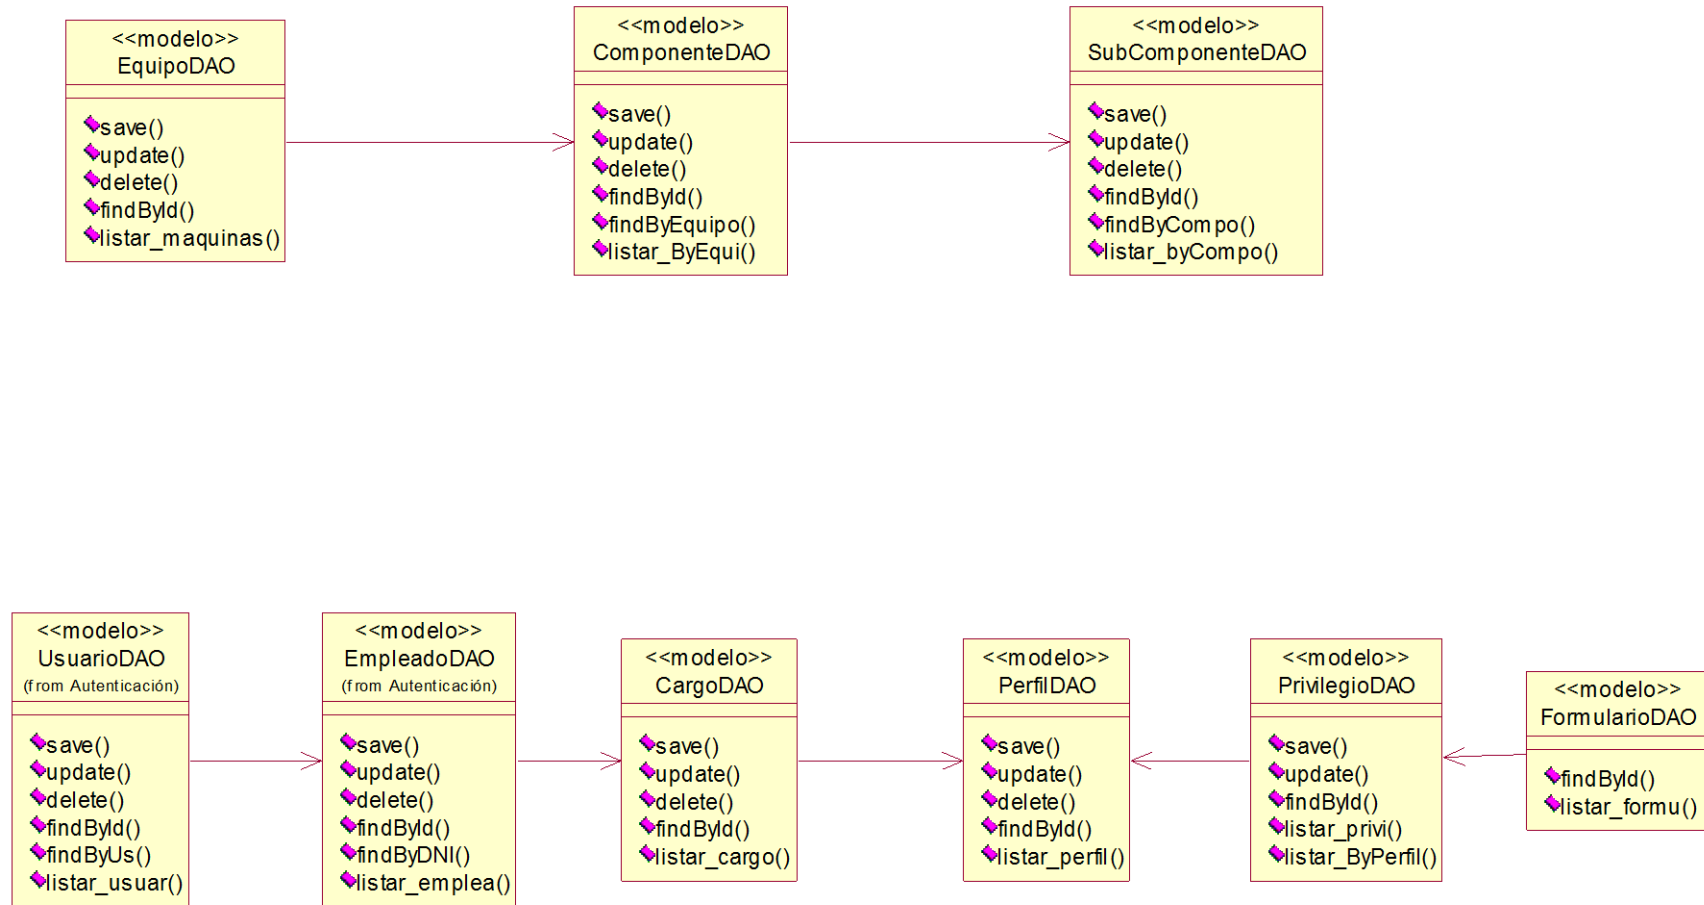 <<modelo>>
EquipoDAO
save()
update()
delete()
findById()
listar_maquinas()
<<modelo>>
ComponenteDAO
save()
update()
delete()
findById()
findByEquipo()
listar_ByEqui()
<<modelo>>
SubComponenteDAO
save()
update()
delete()
findById()
findByCompo()
listar_byCompo()
<<modelo>>
UsuarioDAO
(from Autenticación)
save()
update()
delete()
findById()
findByUs()
listar_usuar()
<<modelo>>
EmpleadoDAO
(from Autenticación)
save()
update()
delete()
findById()
findByDNI()
listar_emplea()
<<modelo>>
CargoDAO
save()
update()
delete()
findById()
listar_cargo()
<<modelo>>
PerfilDAO
save()
update()
delete()
findById()
listar_perfil()
<<modelo>>
PrivilegioDAO
save()
update()
findById()
listar_privi()
listar_ByPerfil()
<<modelo>>
FormularioDAO
findById()
listar_formu()